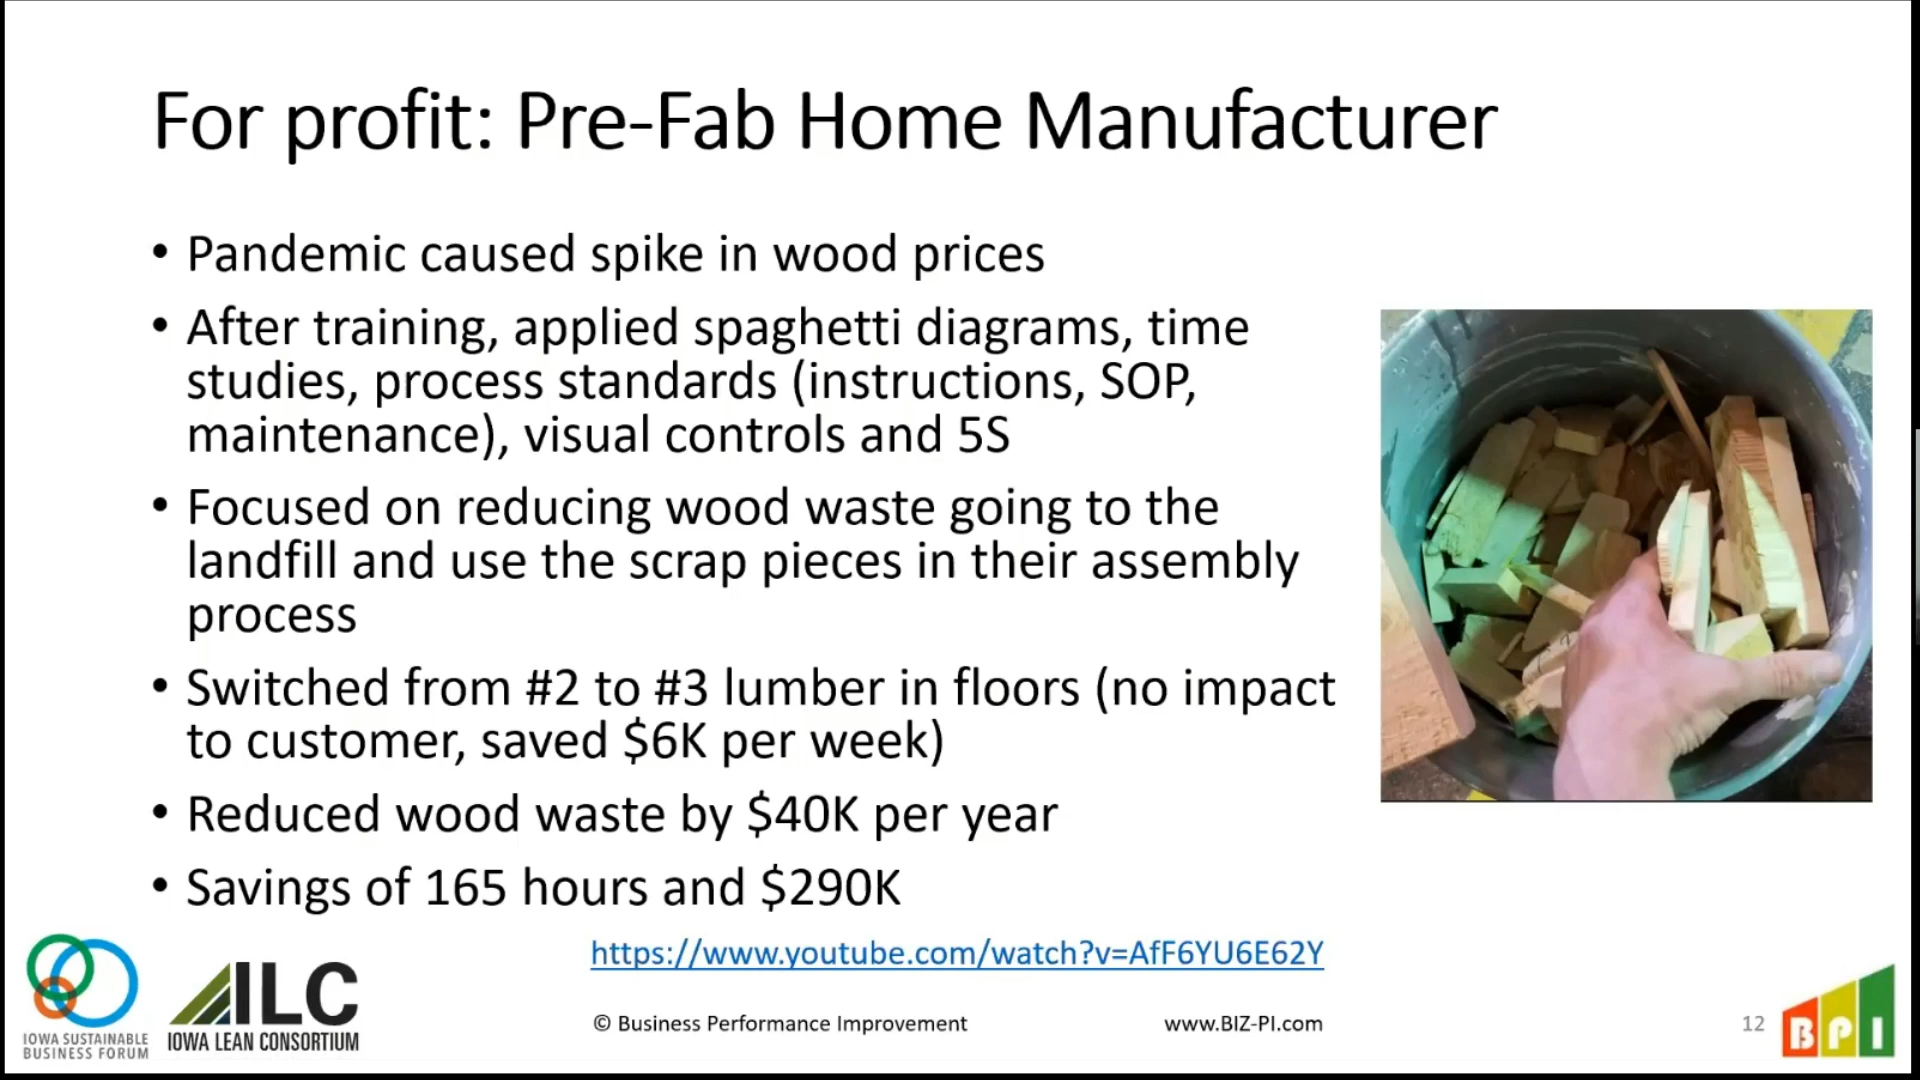 For profit: Pre-Fab Home Manufacturer
• Pandemic caused spike in wood prices
• After training, applied spaghetti diagrams, time
studies, process standards (instructions, SOP,
maintenance), visual controls and 5S
• Focused on reducing wood waste going to the
landfill and use the scrap pieces in their assembly
process
• Switched from #2 to #3 lumber in floors (no impact
to customer, saved $6K per week)
• Reduced wood waste by $40K per year
• Savings of 165 hours and $290K
https://www.youtube.com/watch?v=AfF6YU6E62Y
IOWA SUSTAINABLE
BUSINESS FORUM
ILC
IOWA LEAN CONSORTIUM
© Business Performance Improvement
www.BIZ-PI.com
12
BPI